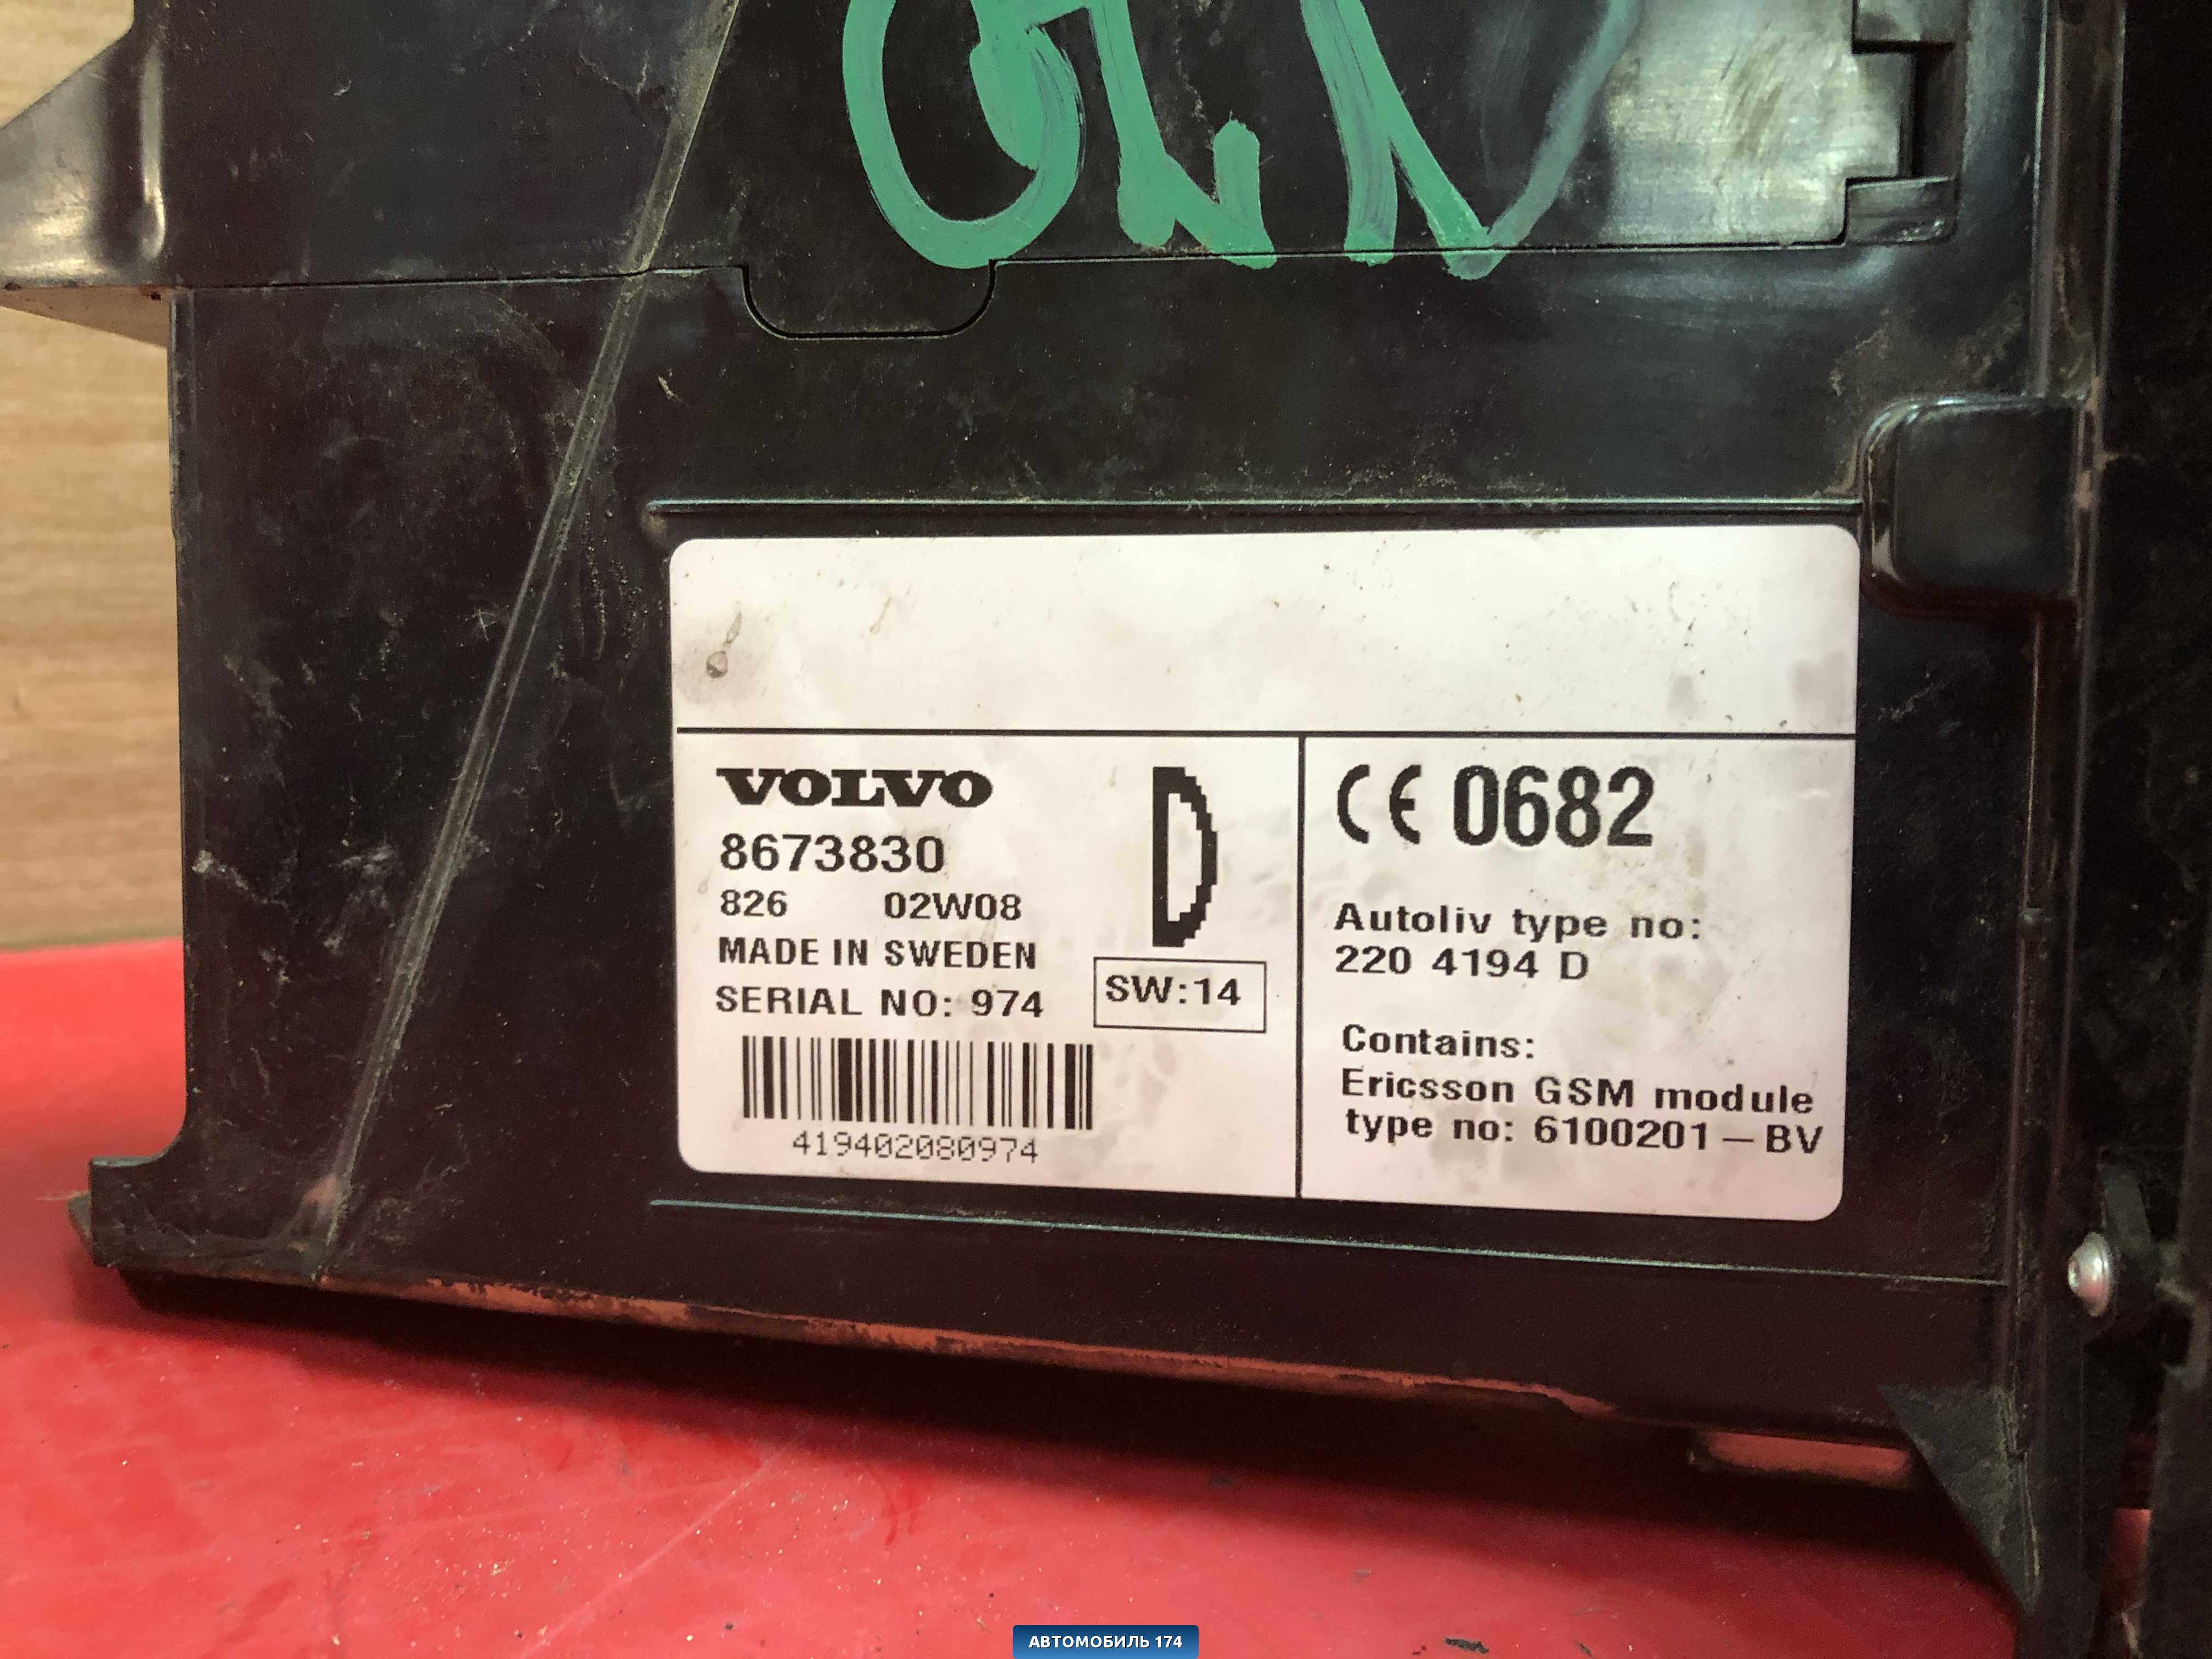 VOLVO
8673830
826 02W08
MADE IN SWEDEN
SERIAL NO: 974
419402080974
D
SW:14
CE 0682
Autoliv type no:
220 4194 D
Contains:
Ericsson GSM module
type no: 6100201-BV
АВТОМОБИЛЬ 174